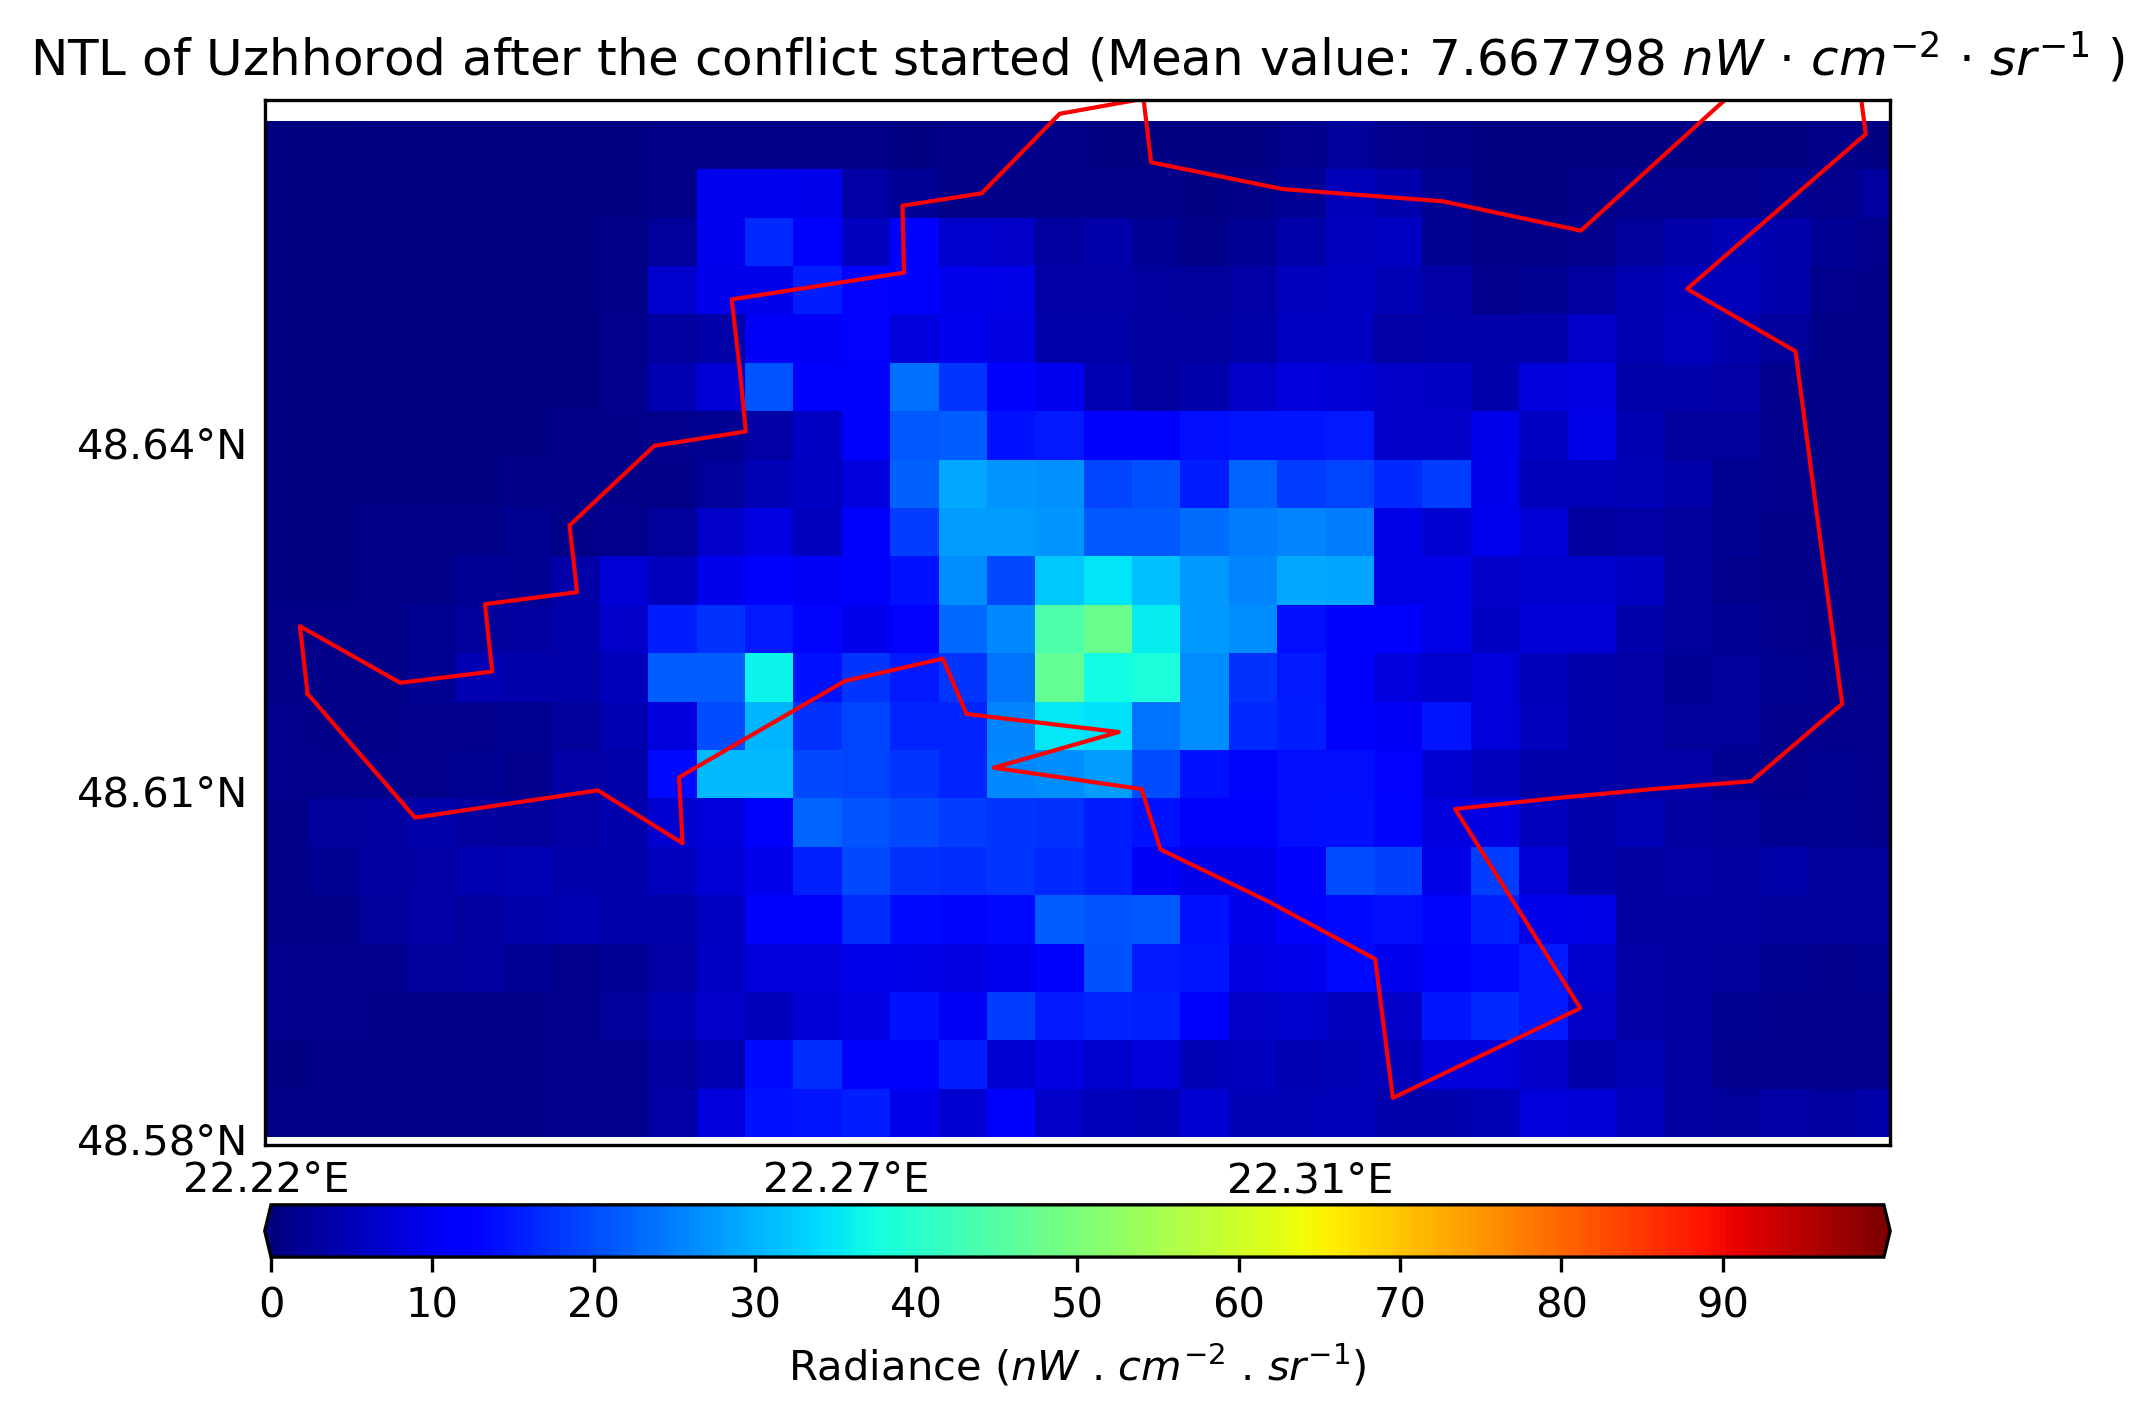 NTL of Uzhhorod after the conflict started (Mean value: 7.667798 nW · cm⁻² · sr⁻¹ )
48.64°N
48.61°N
48.58°N
22.22°E 22.27°E 22.31°E
0 10 20 30 40 50 60 70 80 90
Radiance (nW . cm⁻² . sr⁻¹)